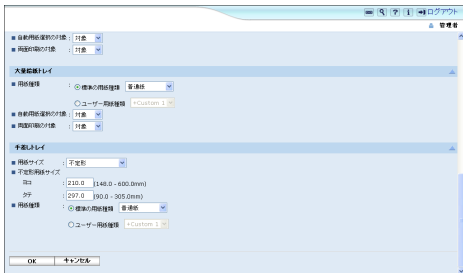 ログアウト
管理者
自動用紙選択の対象 : 対象
両面印刷の対象 : 対象
大量給紙トレイ
用紙種類 : 標準の用紙種類 普通紙
ユーザー用紙種類 *Custom 1
自動用紙選択の対象 : 対象
両面印刷の対象 : 対象
手差しトレイ
用紙サイズ : 不定形
不定形用紙サイズ
ヨコ : 210.0 (148.0 - 600.0mm)
タテ : 297.0 (90.0 - 305.0mm)
用紙種類 : 標準の用紙種類 普通紙
ユーザー用紙種類 *Custom 1
OK キャンセル